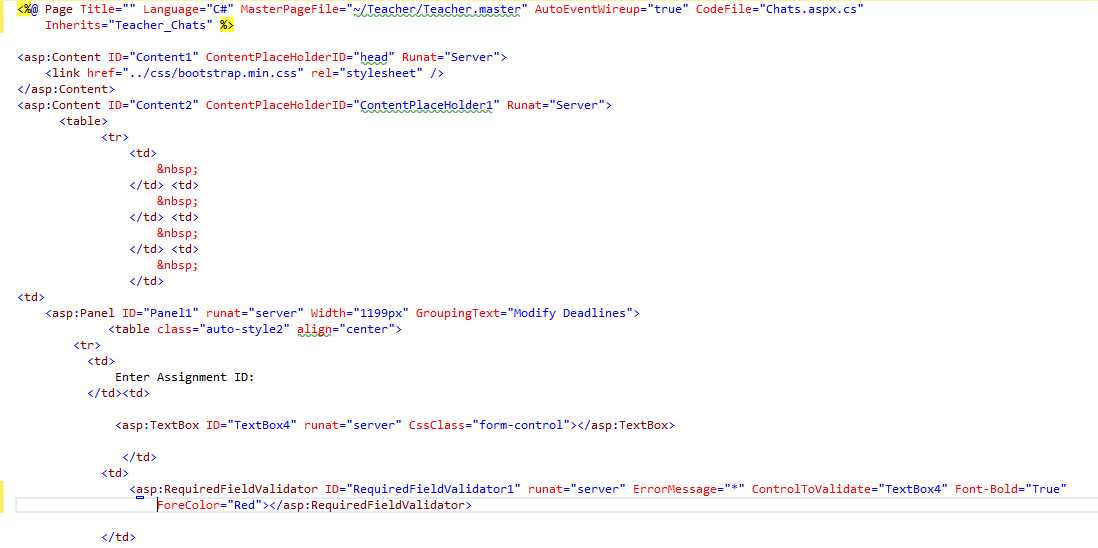 <%@ Page Title="" Language="C#" MasterPageFile="~/Teacher/Teacher.master" AutoEventWireup="true" CodeFile="Chats.aspx.cs"
Inherits="Teacher_Chats" %>
<asp:Content ID="Content1" ContentPlaceHolderID="head" Runat="Server">
<link href="../css/bootstrap.min.css" rel="stylesheet" />
</asp:Content>
<asp:Content ID="Content2" ContentPlaceHolderID="ContentPlaceHolder1" Runat="Server">
<table>
<tr>
<td>
&nbsp;
</td> <td>
&nbsp;
</td> <td>
&nbsp;
</td> <td>
&nbsp;
</td>
<td>
<asp:Panel ID="Panel1" runat="server" Width="1199px" GroupingText="Modify Deadlines">
<table class="auto-style2" align="center">
<tr>
<td>
Enter Assignment ID:
</td><td>
<asp:TextBox ID="TextBox4" runat="server" CssClass="form-control"></asp:TextBox>
</td>
<td>
<asp:RequiredFieldValidator ID="RequiredFieldValidator1" runat="server" ErrorMessage="*" ControlToValidate="TextBox4" Font-Bold="True"
ForeColor="Red"></asp:RequiredFieldValidator>
</td>